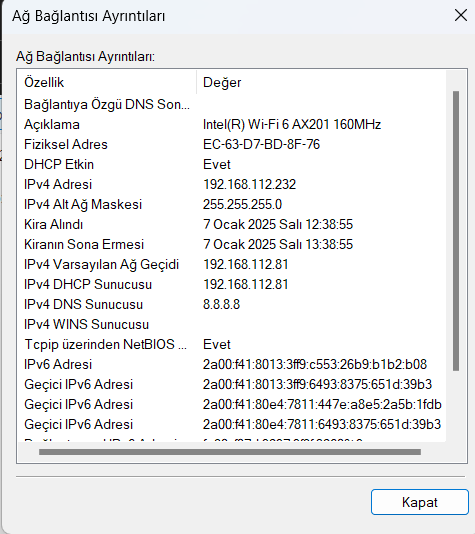 Ağ Bağlantısı Ayrıntıları
Ağ Bağlantısı Ayrıntıları:
Özellik Değer
Bağlantıya Özgü DNS Son...
Açıklama Intel(R) Wi-Fi 6 AX201 160MHz
Fiziksel Adres EC-63-D7-BD-8F-76
DHCP Etkin Evet
IPv4 Adresi 192.168.112.232
IPv4 Alt Ağ Maskesi 255.255.255.0
Kira Alındı 7 Ocak 2025 Salı 12:38:55
Kiranın Sona Ermesi 7 Ocak 2025 Salı 13:38:55
IPv4 Varsayılan Ağ Geçidi 192.168.112.81
IPv4 DHCP Sunucusu 192.168.112.81
IPv4 DNS Sunucusu 8.8.8.8
IPv4 WINS Sunucusu
Tcpip üzerinden NetBIOS ... Evet
IPv6 Adresi 2a00:f41:8013:3ff9:c553:26b9:b1b2:b08
Geçici IPv6 Adresi 2a00:f41:8013:3ff9:6493:8375:651d:39b3
Geçici IPv6 Adresi 2a00:f41:80e4:7811:447e:a8e5:2a5b:1fdb
Geçici IPv6 Adresi 2a00:f41:80e4:7811:6493:8375:651d:39b3
Kapat